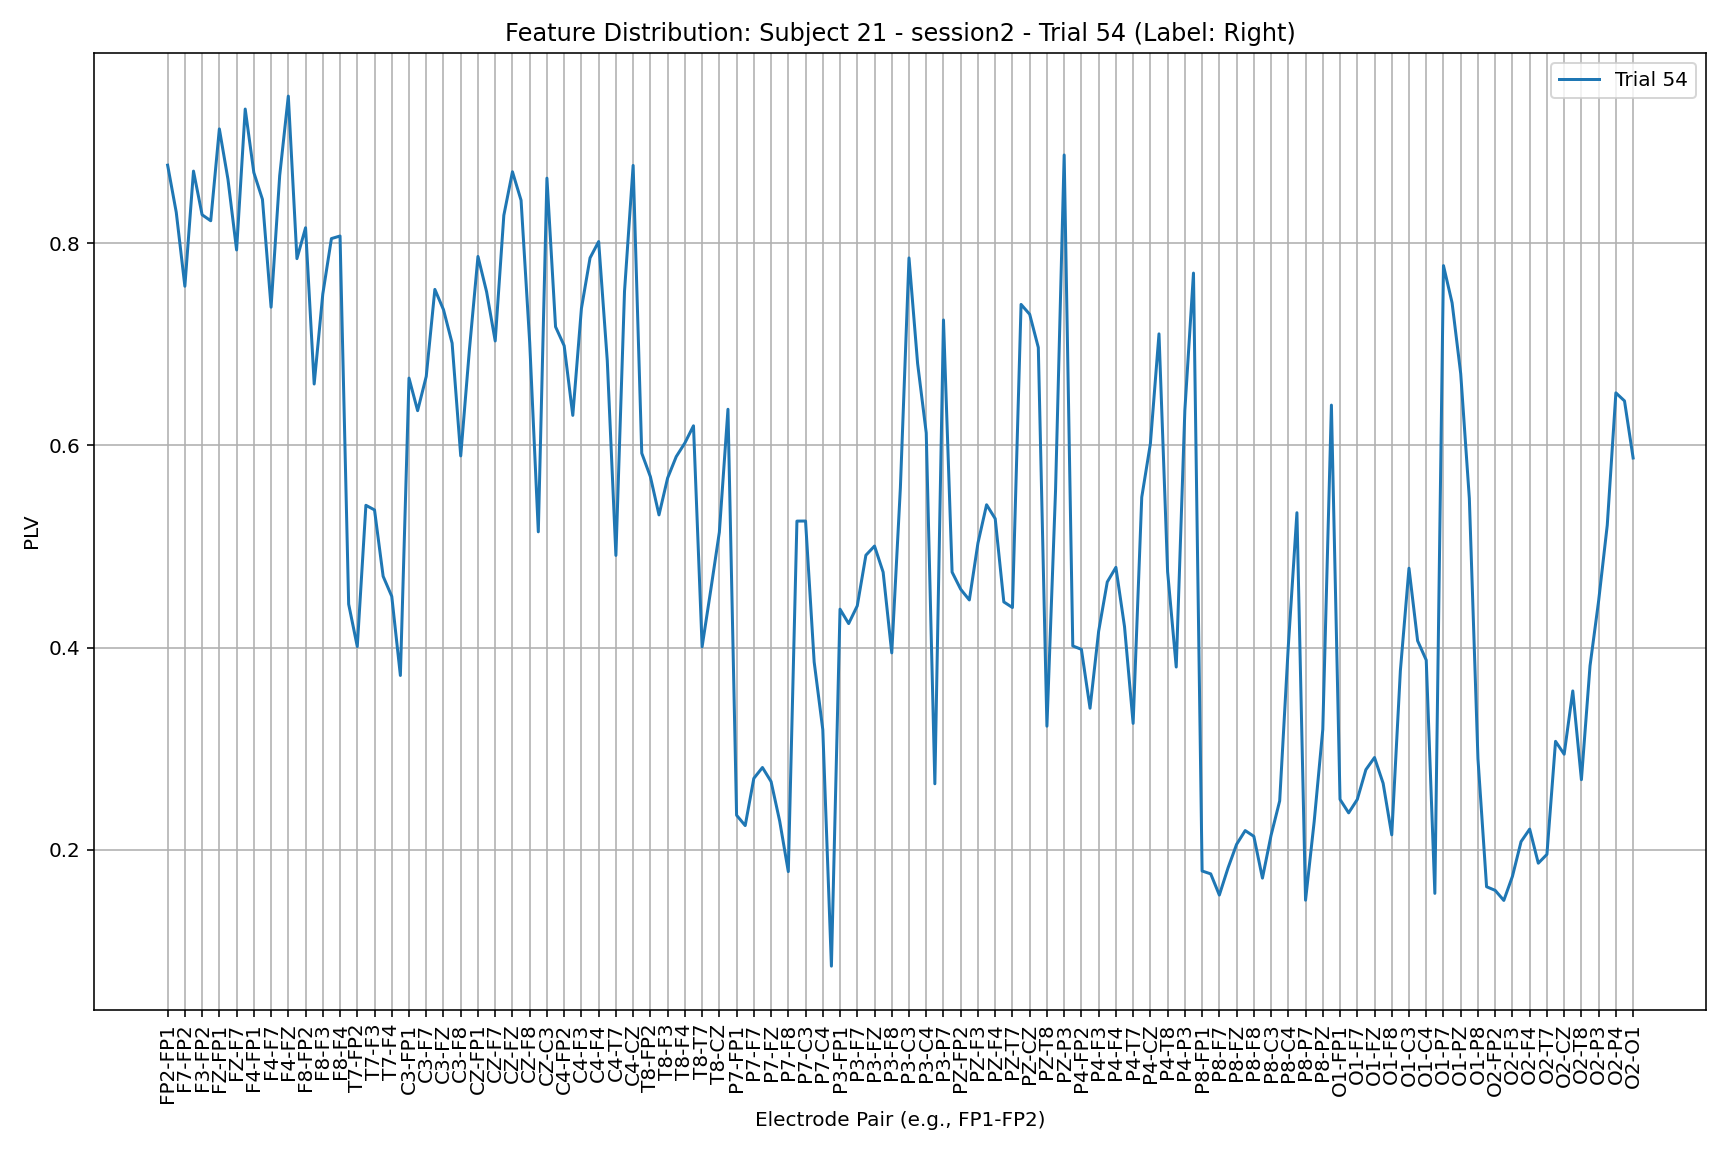 Feature Distribution: Subject 21 - session2 - Trial 54 (Label: Right)
Trial 54
PLV
0.8
0.6
0.4
0.2
FP2-FP1
F7-FP2
F3-FP2
FZ-FP1
FZ-F7
F4-FP1
F4-F7
F4-FZ
F8-FP2
F8-F3
F8-F4
T7-FP2
T7-F3
T7-F4
C3-FP1
C3-F7
C3-FZ
C3-F8
CZ-FP1
CZ-F7
CZ-FZ
CZ-F8
CZ-C3
C4-FP2
C4-F3
C4-F4
C4-T7
C4-CZ
T8-FP2
T8-F3
T8-F4
T8-T7
T8-CZ
P7-FP1
P7-F7
P7-FZ
P7-F8
P7-C3
P7-C4
P3-FP1
P3-F7
P3-FZ
P3-F8
P3-C3
P3-C4
P3-P7
PZ-FP2
PZ-F3
PZ-F4
PZ-T7
PZ-CZ
PZ-T8
PZ-P3
P4-FP2
P4-F3
P4-F4
P4-T7
P4-CZ
P4-T8
P4-P3
P8-FP1
P8-F7
P8-FZ
P8-F8
P8-C3
P8-C4
P8-P7
P8-PZ
O1-FP1
O1-F7
O1-FZ
O1-F8
O1-C3
O1-C4
O1-P7
O1-PZ
O1-P8
O2-FP2
O2-F3
O2-F4
O2-T7
O2-CZ
O2-T8
O2-P3
O2-P4
O2-O1
Electrode Pair (e.g., FP1-FP2)